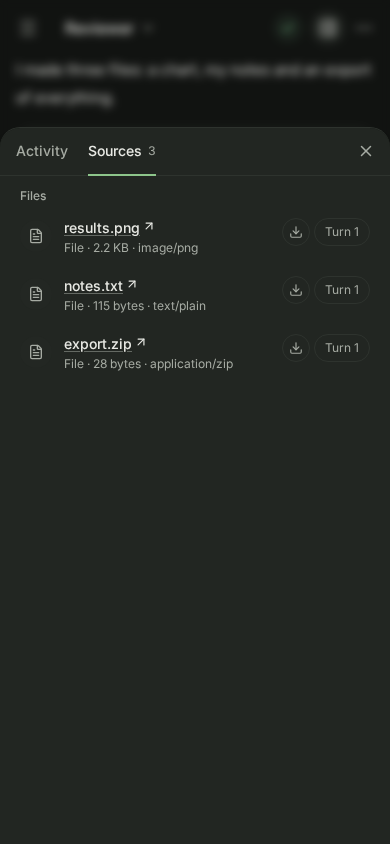 Reviewer
I made three files: a chart, my notes and an export
of everything.
Activity
Sources 3
Files
results.png
File · 2.2 KB · image/png
Turn 1
notes.txt
File · 115 bytes · text/plain
Turn 1
export.zip
File · 28 bytes · application/zip
Turn 1